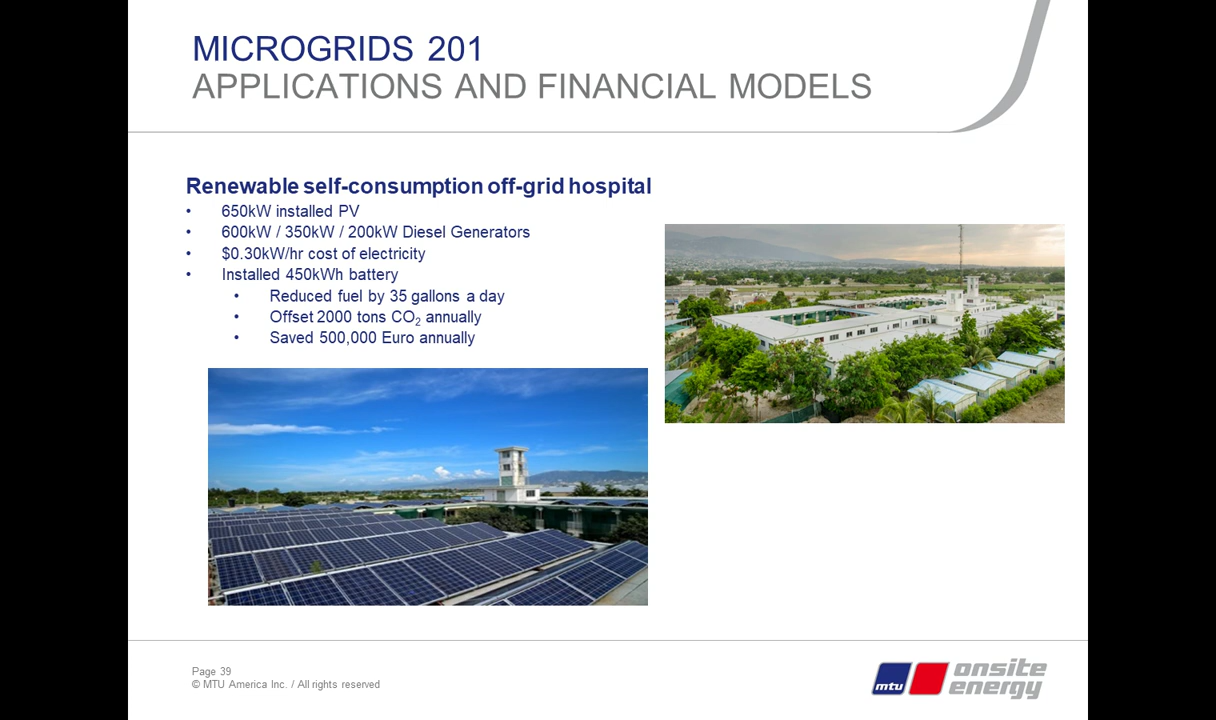 MICROGRIDS 201
APPLICATIONS AND FINANCIAL MODELS
Renewable self-consumption off-grid hospital
• 650kW installed PV
• 600kW / 350kW / 200kW Diesel Generators
• $0.30kW/hr cost of electricity
• Installed 450kWh battery
• Reduced fuel by 35 gallons a day
• Offset 2000 tons CO₂ annually
• Saved 500,000 Euro annually
Page 39
© MTU America Inc. / All rights reserved
mtu
onsite
energy